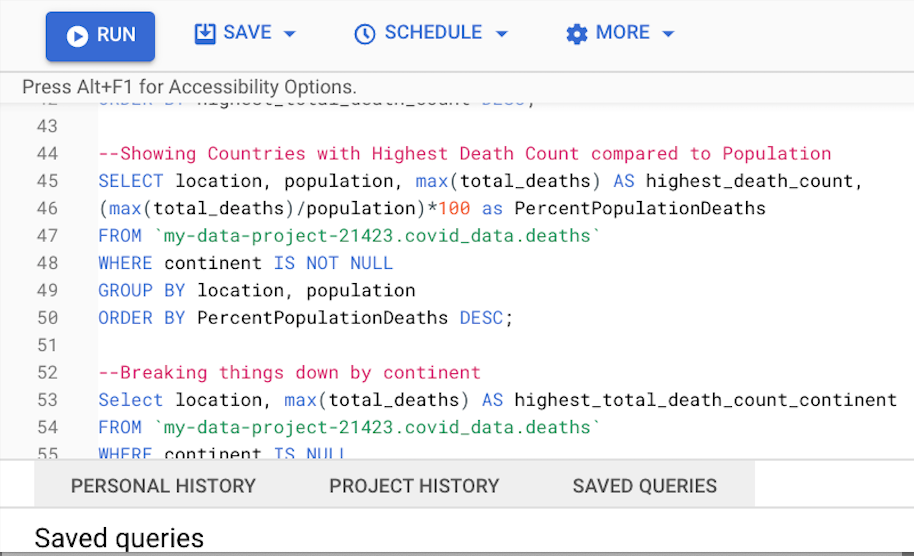 RUN SAVE SCHEDULE MORE
Press Alt+F1 for Accessibility Options.
42 ORDER BY highest_total_death_count DESC;
43
44 --Showing Countries with Highest Death Count compared to Population
45 SELECT location, population, max(total_deaths) AS highest_death_count,
46 (max(total_deaths)/population)*100 as PercentPopulationDeaths
47 FROM `my-data-project-21423.covid_data.deaths`
48 WHERE continent IS NOT NULL
49 GROUP BY location, population
50 ORDER BY PercentPopulationDeaths DESC;
51
52 --Breaking things down by continent
53 Select location, max(total_deaths) AS highest_total_death_count_continent
54 FROM `my-data-project-21423.covid_data.deaths`
55 WHERE continent IS NULL
PERSONAL HISTORY PROJECT HISTORY SAVED QUERIES
Saved queries